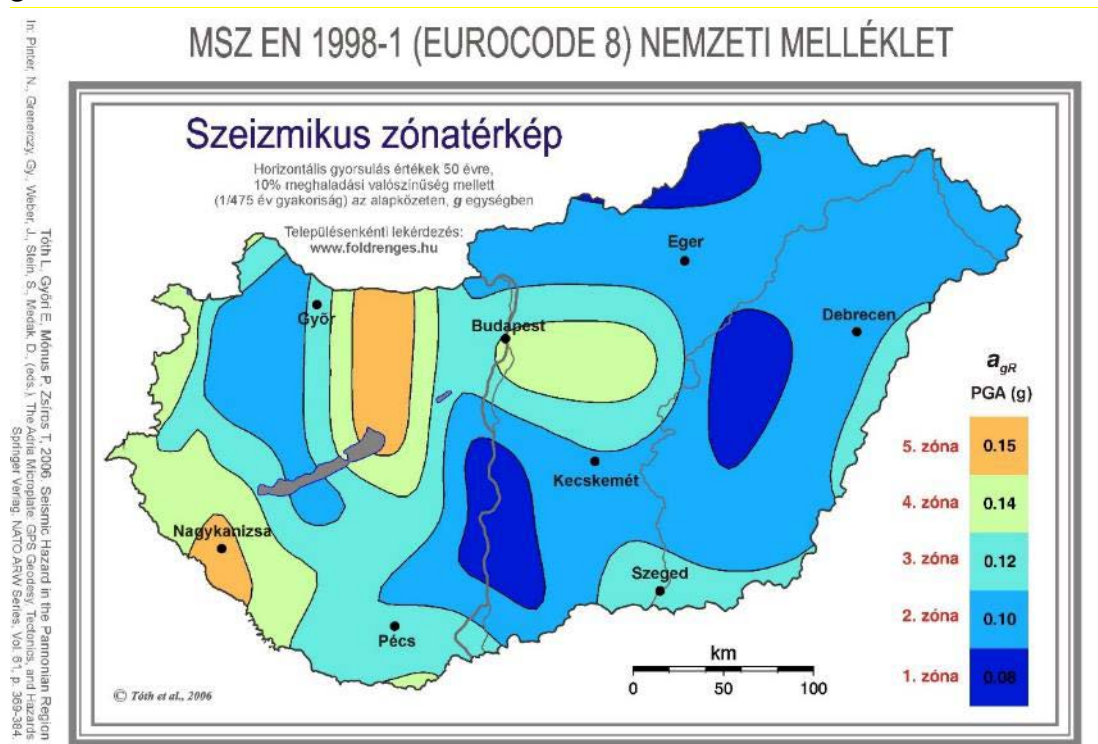 MSZ EN 1998-1 (EUROCODE 8) NEMZETI MELLÉKLET
Szeizmikus zónatérkép
Horizontális gyorsulás értékek 50 évre,
10% meghaladási valószínűség mellett
(1/475 év gyakoriság) az alapkőzeten, g egységben
Településenkénti lekérdezés:
www.foldrenges.hu
Eger
Győr
Budapest
Debrecen
Kecskemét
Nagykanizsa
Szeged
Pécs
agR
PGA (g)
5. zóna 0.15
4. zóna 0.14
3. zóna 0.12
2. zóna 0.10
1. zóna 0.08
km
0 50 100
© Tóth et al., 2006
Tóth L, Győri E, Mónus P, Zsíros T, 2006. Seismic Hazard in the Pannonian Region
In: Pinter, N., Grenerczy, Gy., Weber, J., Stein, S., Medak, D., (eds.), The Adria Microplate: GPS Geodesy, Tectonics, and Hazards
Springer Verlag, NATO ARW Series, Vol. 61, p. 369-384.